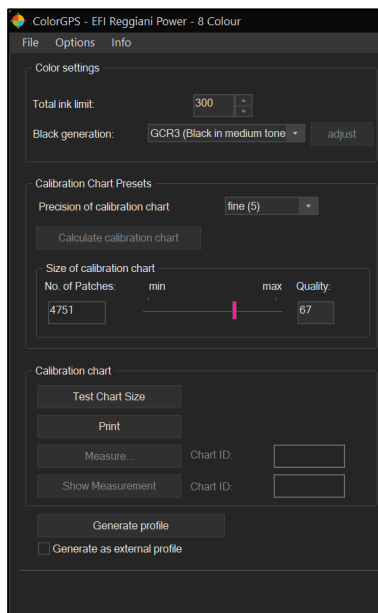 ColorGPS - EFI Reggiani Power - 8 Colour
File Options Info
Color settings
Total ink limit: 300
Black generation: GCR3 (Black in medium tone adjust
Calibration Chart Presets
Precision of calibration chart fine (5)
Calculate calibration chart
Size of calibration chart
No. of Patches: min max Quality:
4751 67
Calibration chart
Test Chart Size
Print
Measure... Chart ID:
Show Measurement Chart ID:
Generate profile
Generate as external profile